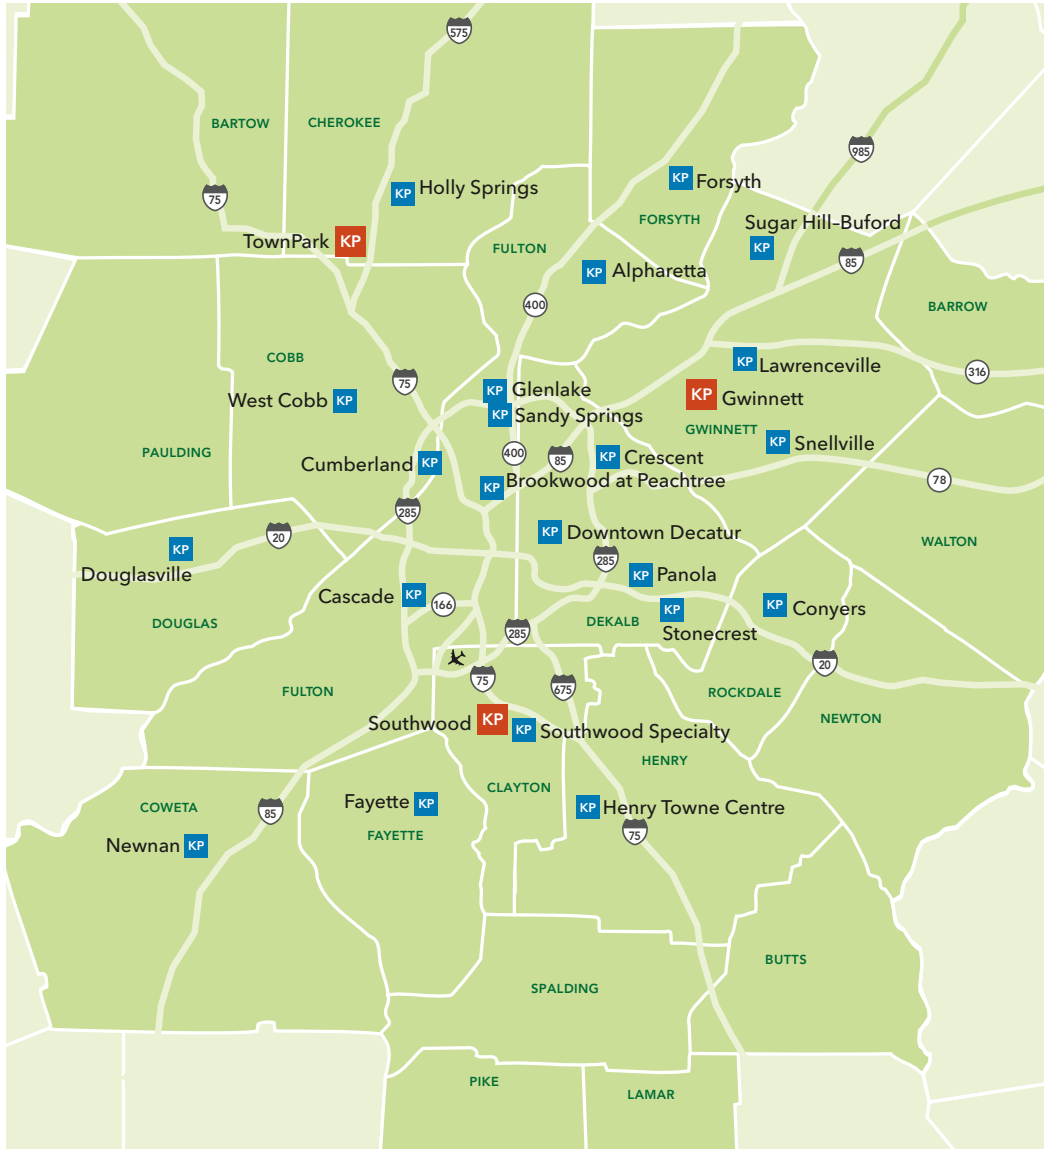 575
BARTOW
CHEROKEE
985
KP Forsyth
KP Holly Springs
75
FORSYTH
Sugar Hill–Buford
KP
TownPark KP
FULTON
85
KP Alpharetta
400
BARROW
COBB
KP Lawrenceville
316
75
KP Glenlake
West Cobb KP
KP Gwinnett
KP Sandy Springs
GWINNETT
KP Snellville
PAULDING
400
85
KP Crescent
Cumberland KP
KP Brookwood at Peachtree
78
285
20
KP Downtown Decatur
WALTON
KP
Douglasville
285
KP Panola
Cascade KP
166
KP
Stonecrest
KP Conyers
DOUGLAS
DEKALB
285
20
75
675
FULTON
ROCKDALE
NEWTON
Southwood KP
KP Southwood Specialty
HENRY
CLAYTON
COWETA
85
Fayette KP
KP Henry Towne Centre
FAYETTE
75
Newnan KP
BUTTS
SPALDING
PIKE
LAMAR